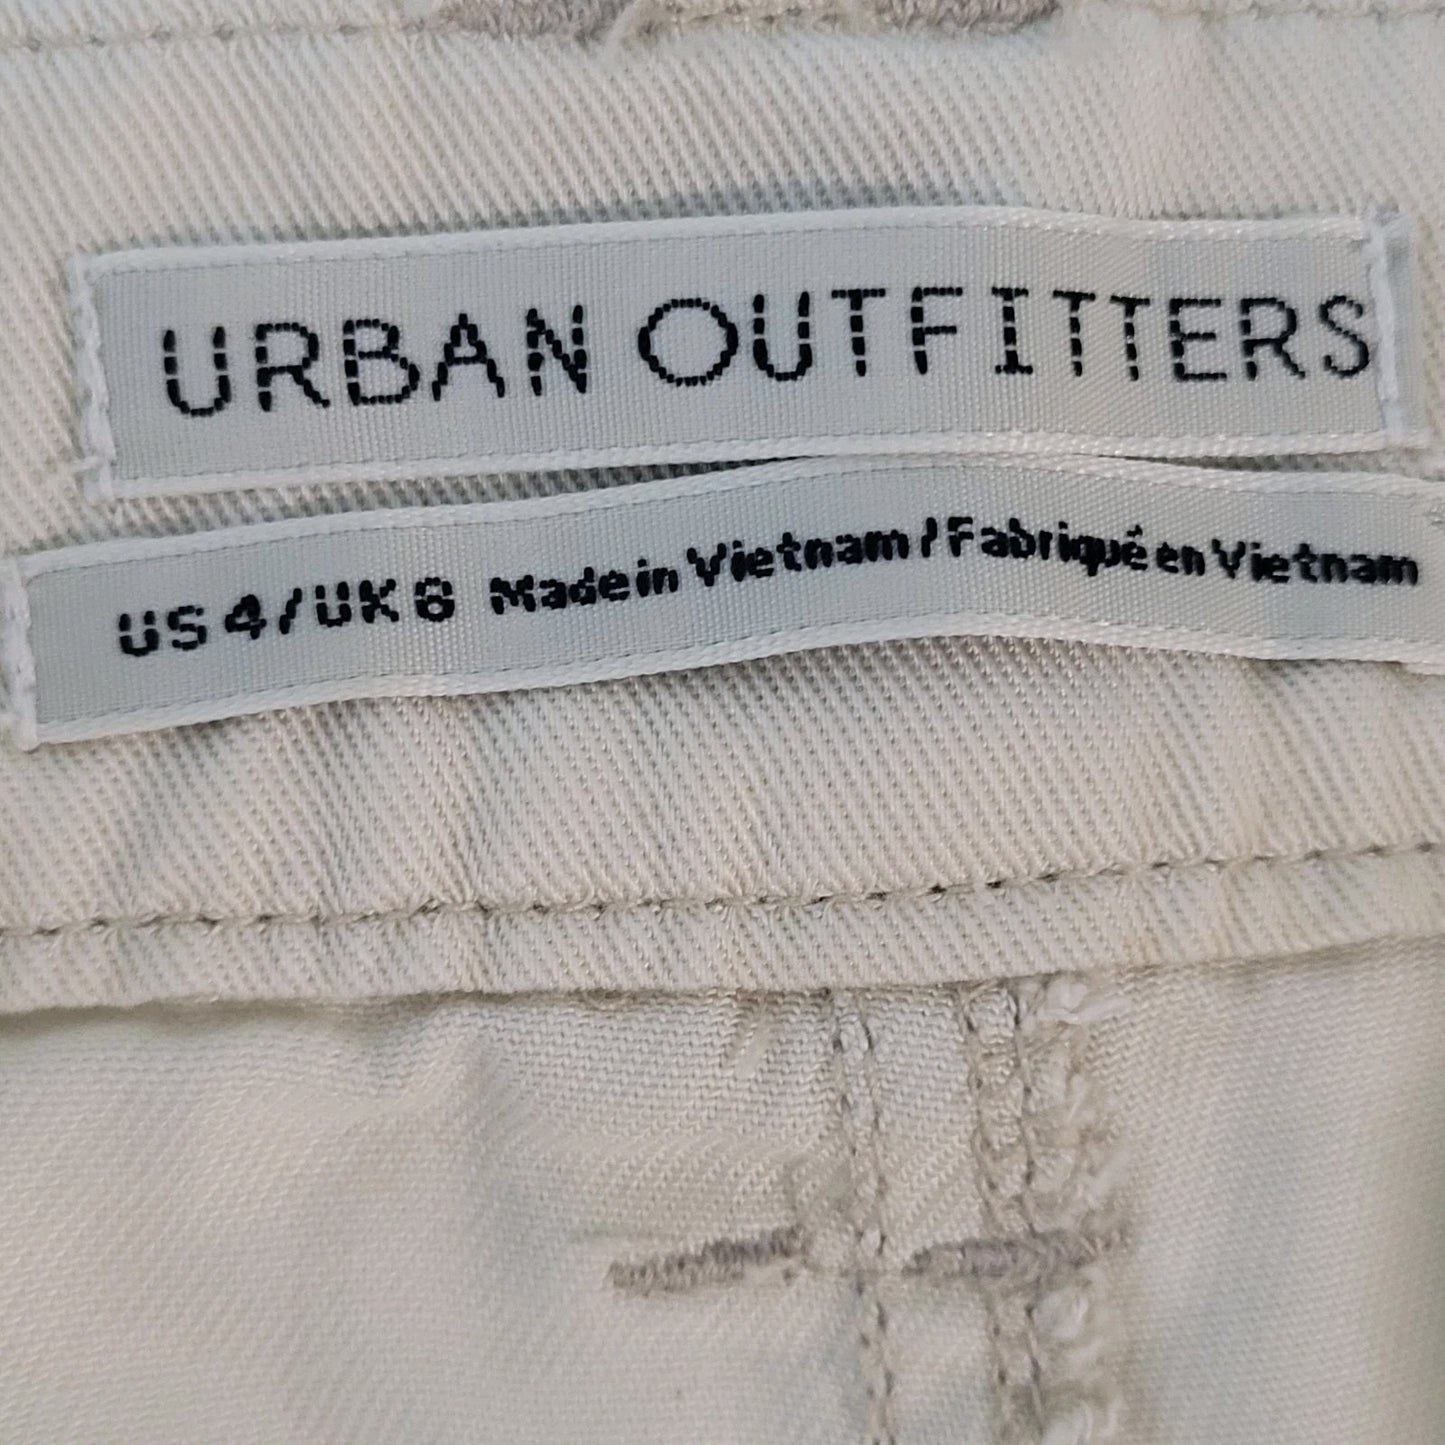 URBAN OUTFITTERS
US 4/UK 8 Made in Vietnam / Fabriqué en Vietnam